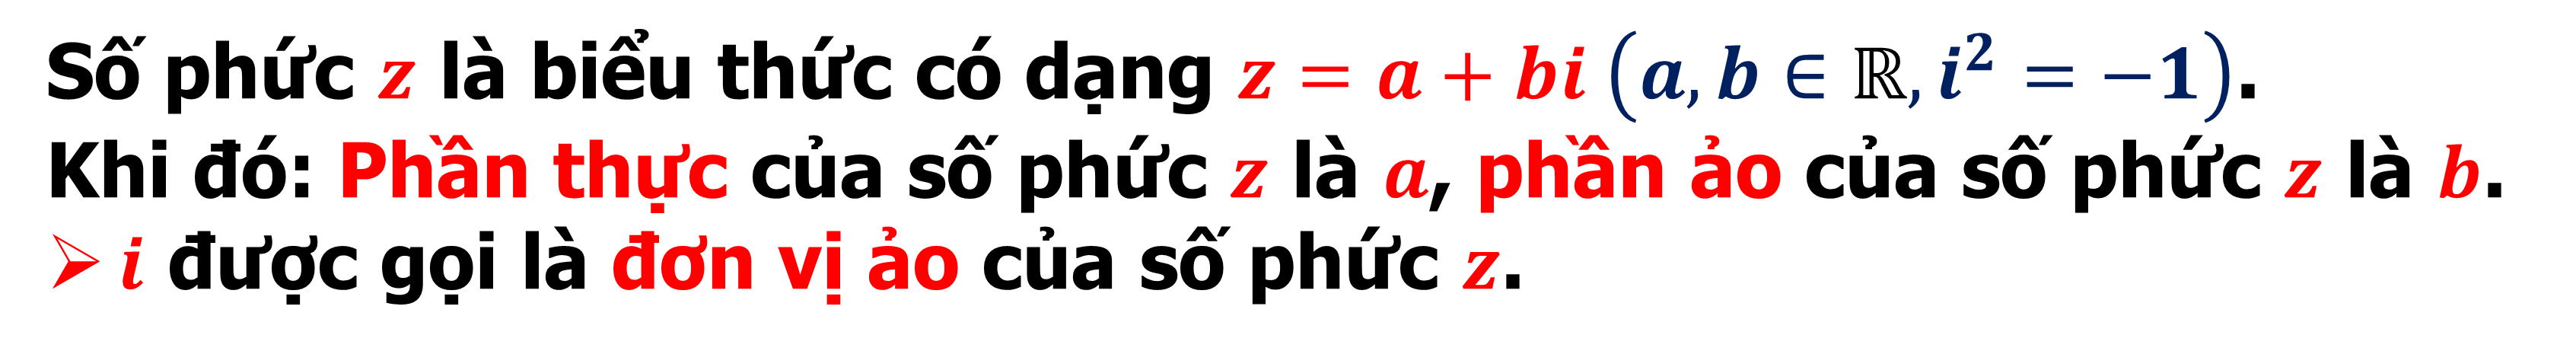 Số phức z là biểu thức có dạng z = a + bi (a, b ∈ ℝ, i² = −1).
Khi đó: Phần thực của số phức z là a, phần ảo của số phức z là b.
➢ i được gọi là đơn vị ảo của số phức z.